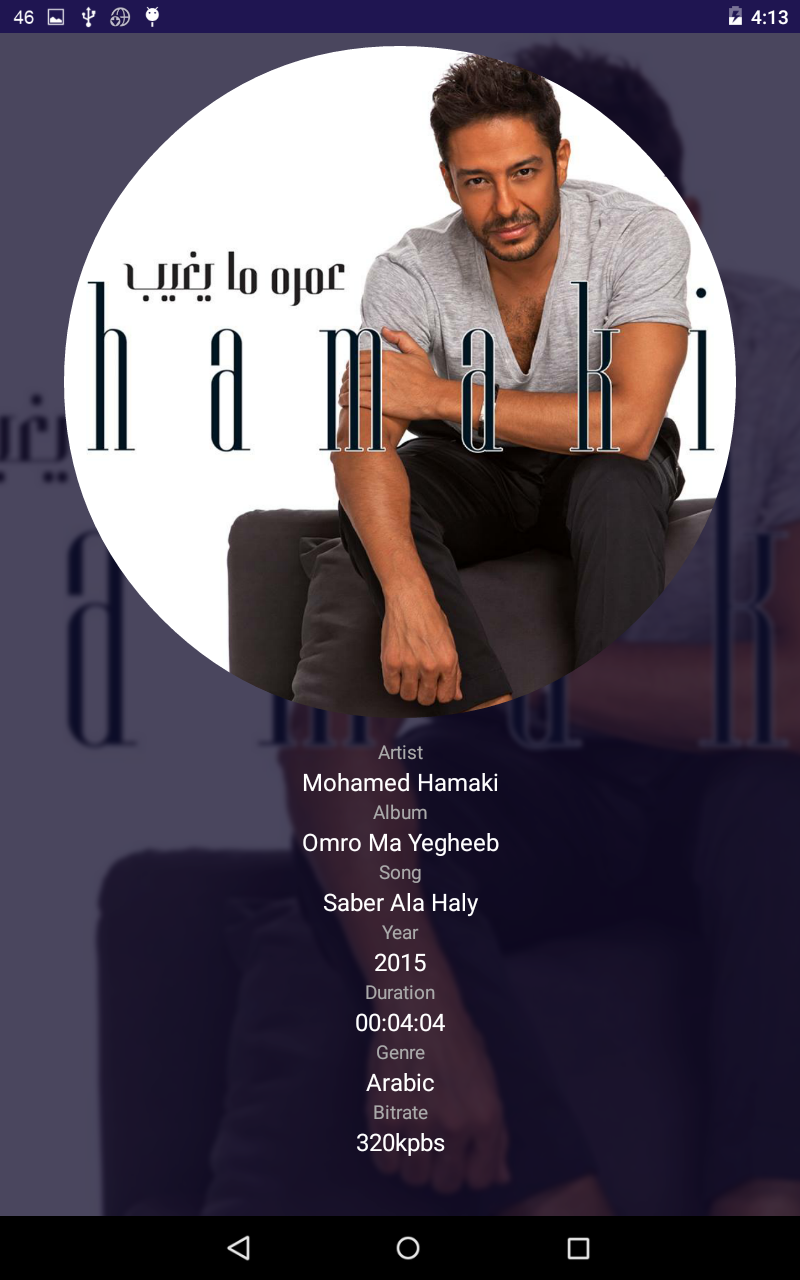 46 4:13
عمره ما يغيب
hamaki
Artist
Mohamed Hamaki
Album
Omro Ma Yegheeb
Song
Saber Ala Haly
Year
2015
Duration
00:04:04
Genre
Arabic
Bitrate
320kpbs